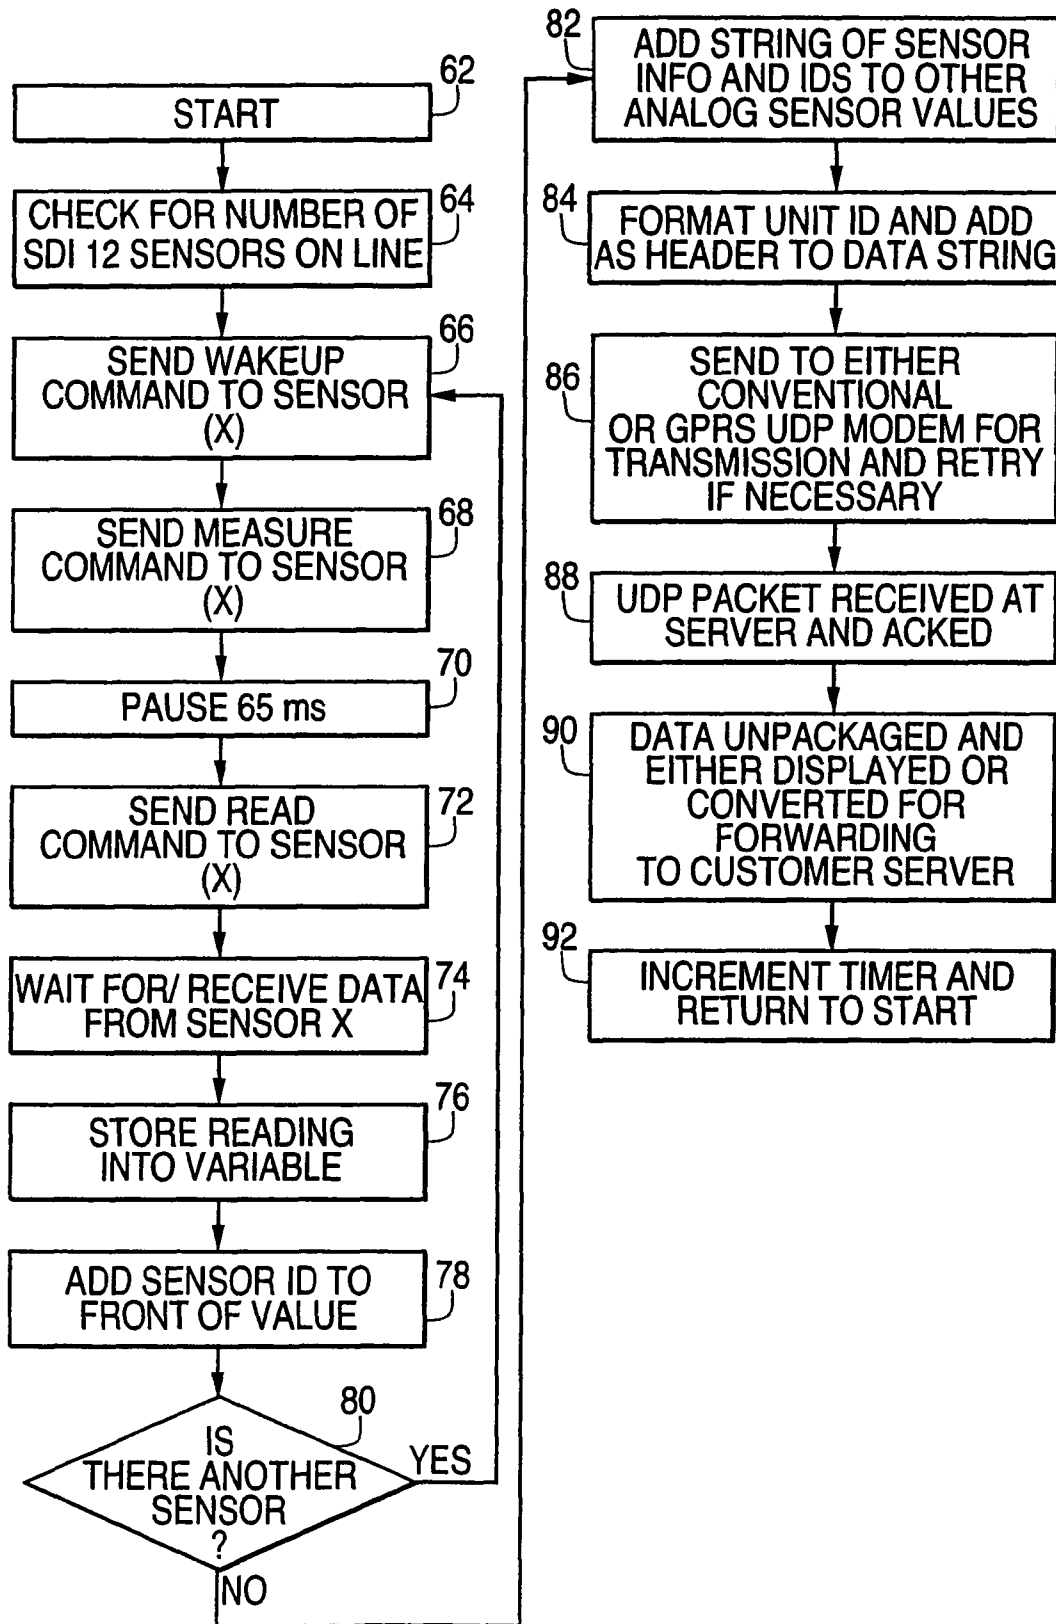 62
START
64
CHECK FOR NUMBER OF
SDI 12 SENSORS ON LINE
66
SEND WAKEUP
COMMAND TO SENSOR
(X)
68
SEND MEASURE
COMMAND TO SENSOR
(X)
70
PAUSE 65 ms
72
SEND READ
COMMAND TO SENSOR
(X)
74
WAIT FOR/ RECEIVE DATA
FROM SENSOR X
76
STORE READING
INTO VARIABLE
78
ADD SENSOR ID TO
FRONT OF VALUE
80
IS
THERE ANOTHER
SENSOR
?
YES
NO
82
ADD STRING OF SENSOR
INFO AND IDS TO OTHER
ANALOG SENSOR VALUES
84
FORMAT UNIT ID AND ADD
AS HEADER TO DATA STRING
86
SEND TO EITHER
CONVENTIONAL
OR GPRS UDP MODEM FOR
TRANSMISSION AND RETRY
IF NECESSARY
88
UDP PACKET RECEIVED AT
SERVER AND ACKED
90
DATA UNPACKAGED AND
EITHER DISPLAYED OR
CONVERTED FOR
FORWARDING
TO CUSTOMER SERVER
92
INCREMENT TIMER AND
RETURN TO START